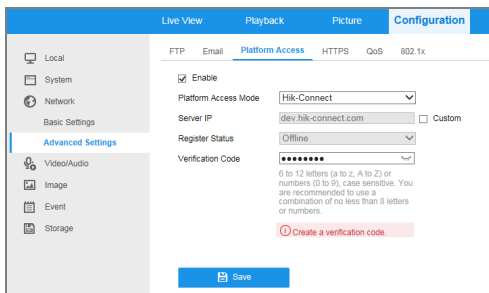 Live View Playback Picture Configuration
Local
System
Network
Basic Settings
Advanced Settings
Video/Audio
Image
Event
Storage
FTP Email Platform Access HTTPS QoS 802.1x
Enable
Platform Access Mode Hik-Connect
Server IP dev.hik-connect.com Custom
Register Status Offline
Verification Code ●●●●●●●●
6 to 12 letters (a to z, A to Z) or
numbers (0 to 9), case sensitive. You
are recommended to use a
combination of no less than 8 letters
or numbers.
Create a verification code.
Save